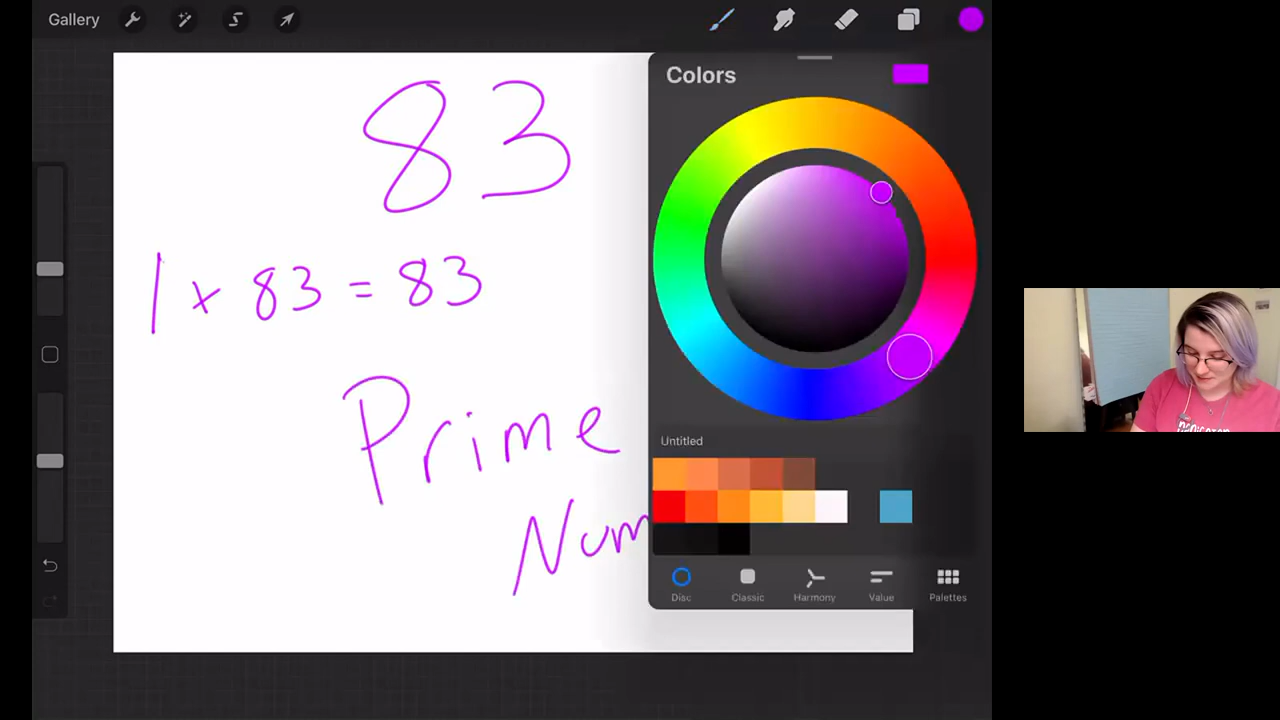 Gallery
Colors
83
1 x 83 = 83
Prime
Num
Untitled
Disc Classic Harmony Value Palettes